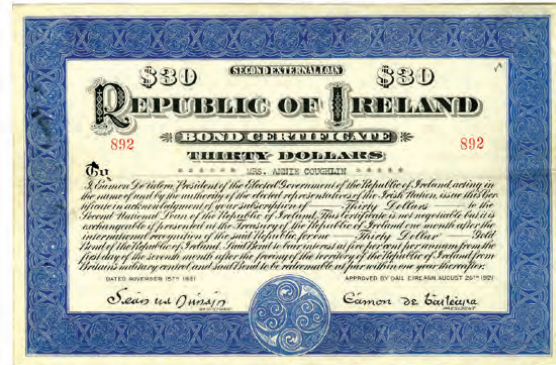 SECOND EXTERNAL LOAN
$30 $30
REPUBLIC OF IRELAND
892 BOND CERTIFICATE 892
THIRTY DOLLARS
To MRS. ANNIE COUGHLIN
I, Eamon De Valera, President of the Elected Government of the Republic of Ireland, acting in
the name of and by the authority of the elected representatives of the Irish Nation, issue this Cer-
tificate in acknowledgment of your subscription of Thirty Dollars to the
Second National Loan of the Republic of Ireland. This Certificate is not negotiable but it is
exchangeable if presented at the Treasury of the Republic of Ireland one month after the
international recognition of the said Republic for one Thirty Dollar Gold
Bond of the Republic of Ireland. Said Bond to bear interest at five per cent per annum from the
first day of the seventh month after the freeing of the territory of the Republic of Ireland from
Britain's military control and said Bond to be redeemable at par within one year thereafter.
DATED NOVEMBER 15TH 1921 APPROVED BY DAIL EIREANN AUGUST 26TH 1921
Éamon de
PRESIDENT